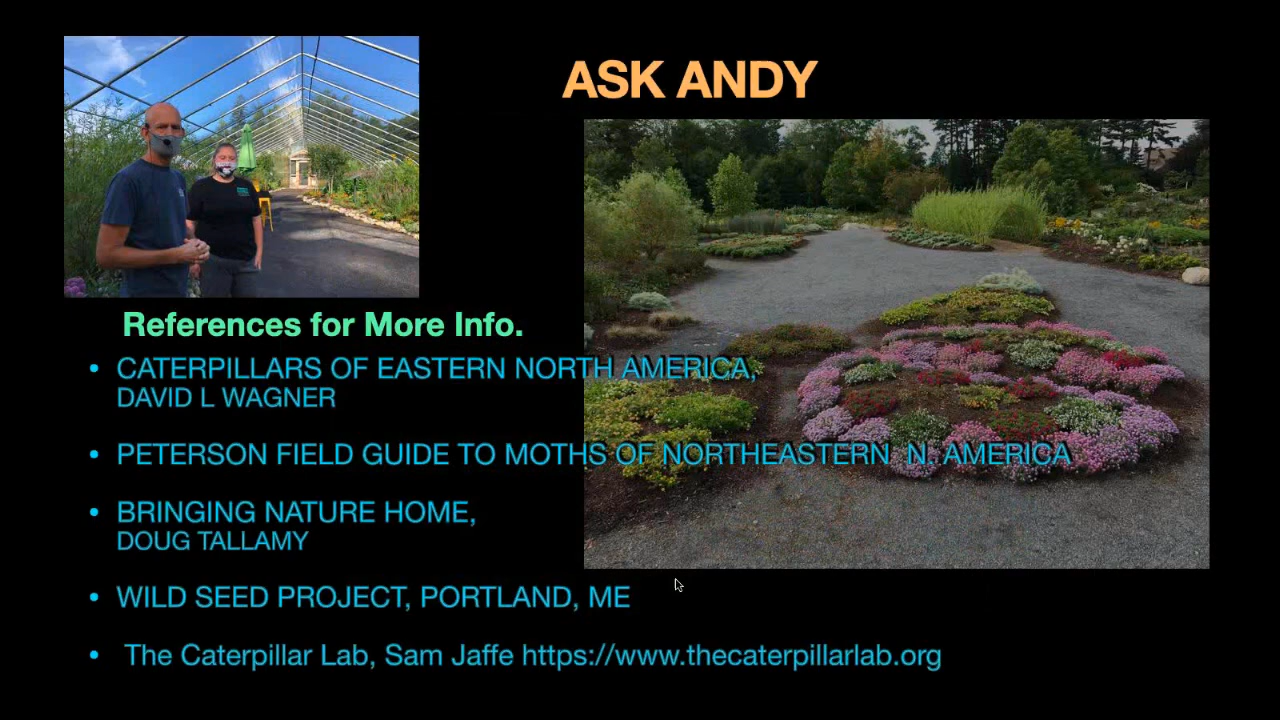 ASK ANDY
References for More Info.
• CATERPILLARS OF EASTERN NORTH AMERICA,
DAVID L WAGNER
• PETERSON FIELD GUIDE TO MOTHS OF NORTHEASTERN N. AMERICA
• BRINGING NATURE HOME,
DOUG TALLAMY
• WILD SEED PROJECT, PORTLAND, ME
• The Caterpillar Lab, Sam Jaffe https://www.thecaterpillarlab.org